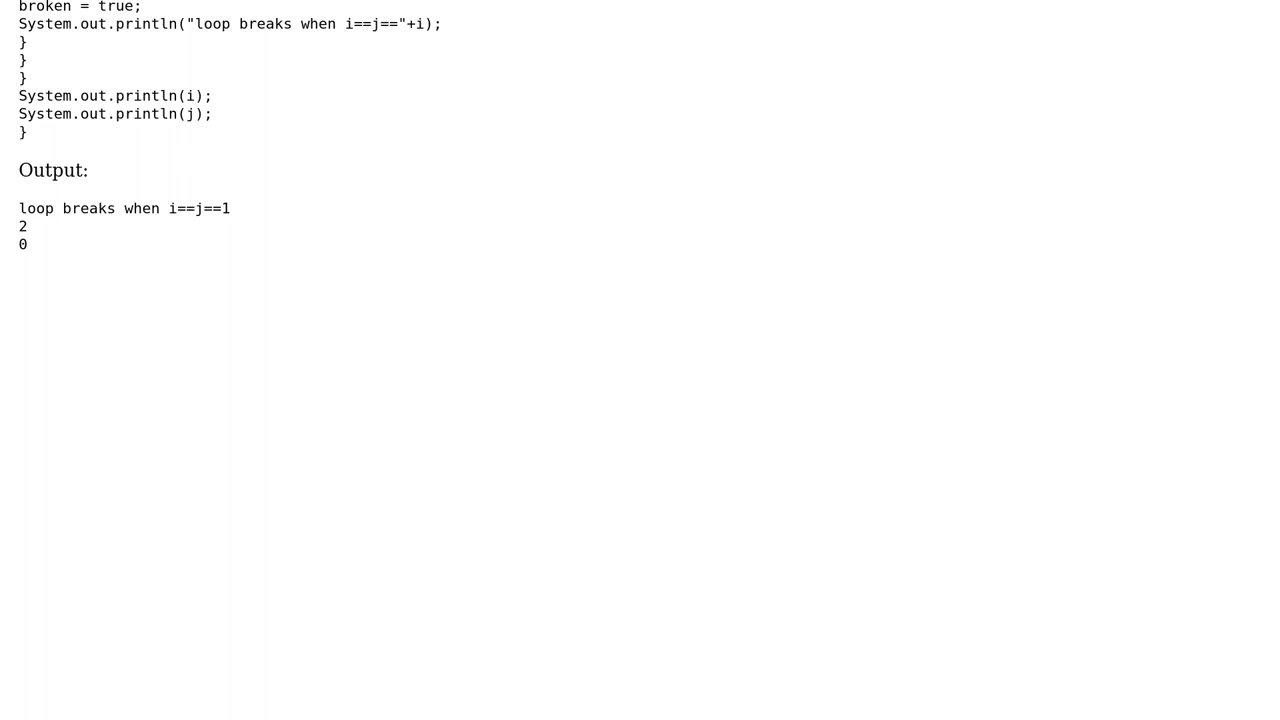 broken = true;
System.out.println("loop breaks when i==j=="+i);
}
}
}
System.out.println(i);
System.out.println(j);
}
Output:
loop breaks when i==j==1
2
0